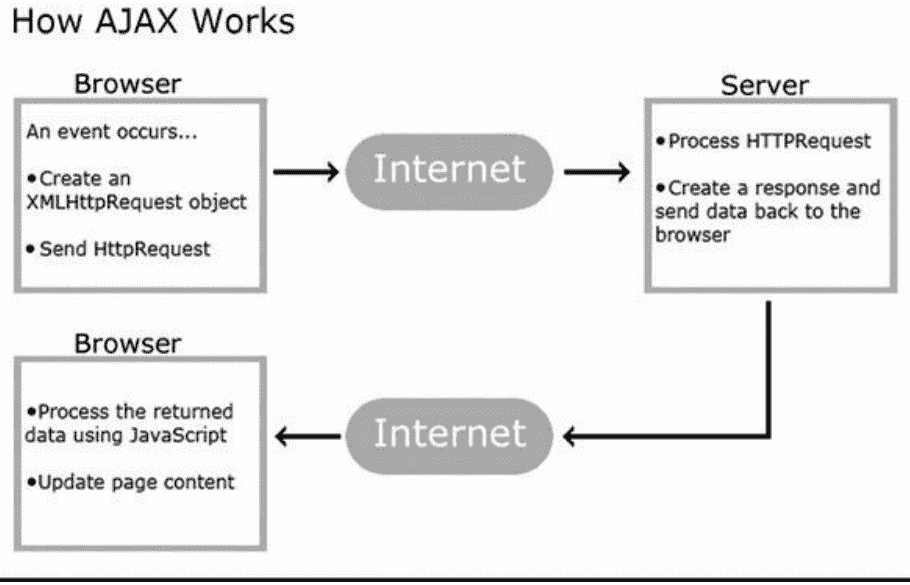 How AJAX Works
Browser
An event occurs...
•Create an
XMLHttpRequest object
• Send HttpRequest
Internet
Server
•Process HTTPRequest
•Create a response and
send data back to the
browser
Browser
•Process the returned
data using JavaScript
•Update page content
Internet